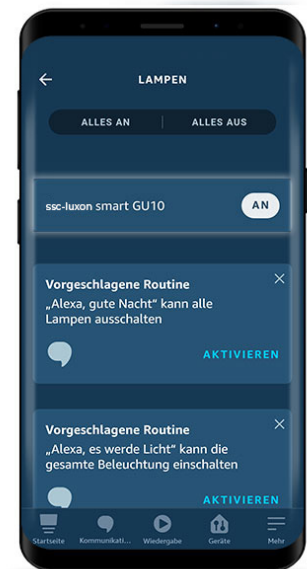 LAMPEN
ALLES AN | ALLES AUS
ssc-luxon smart GU10 AN
Vorgeschlagene Routine
„Alexa, gute Nacht“ kann alle
Lampen ausschalten
AKTIVIEREN
Vorgeschlagene Routine
„Alexa, es werde Licht“ kann die
gesamte Beleuchtung einschalten
AKTIVIEREN
Startseite Kommunikati... Wiedergabe Geräte Mehr